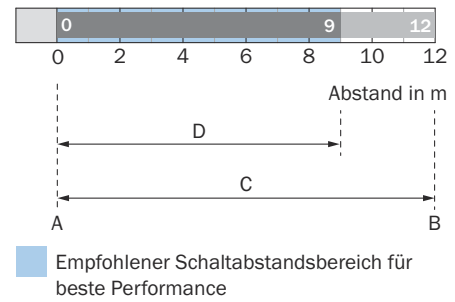 0 9 12
0 2 4 6 8 10 12
Abstand in m
D
C
A B
Empfohlener Schaltabstandsbereich für
beste Performance